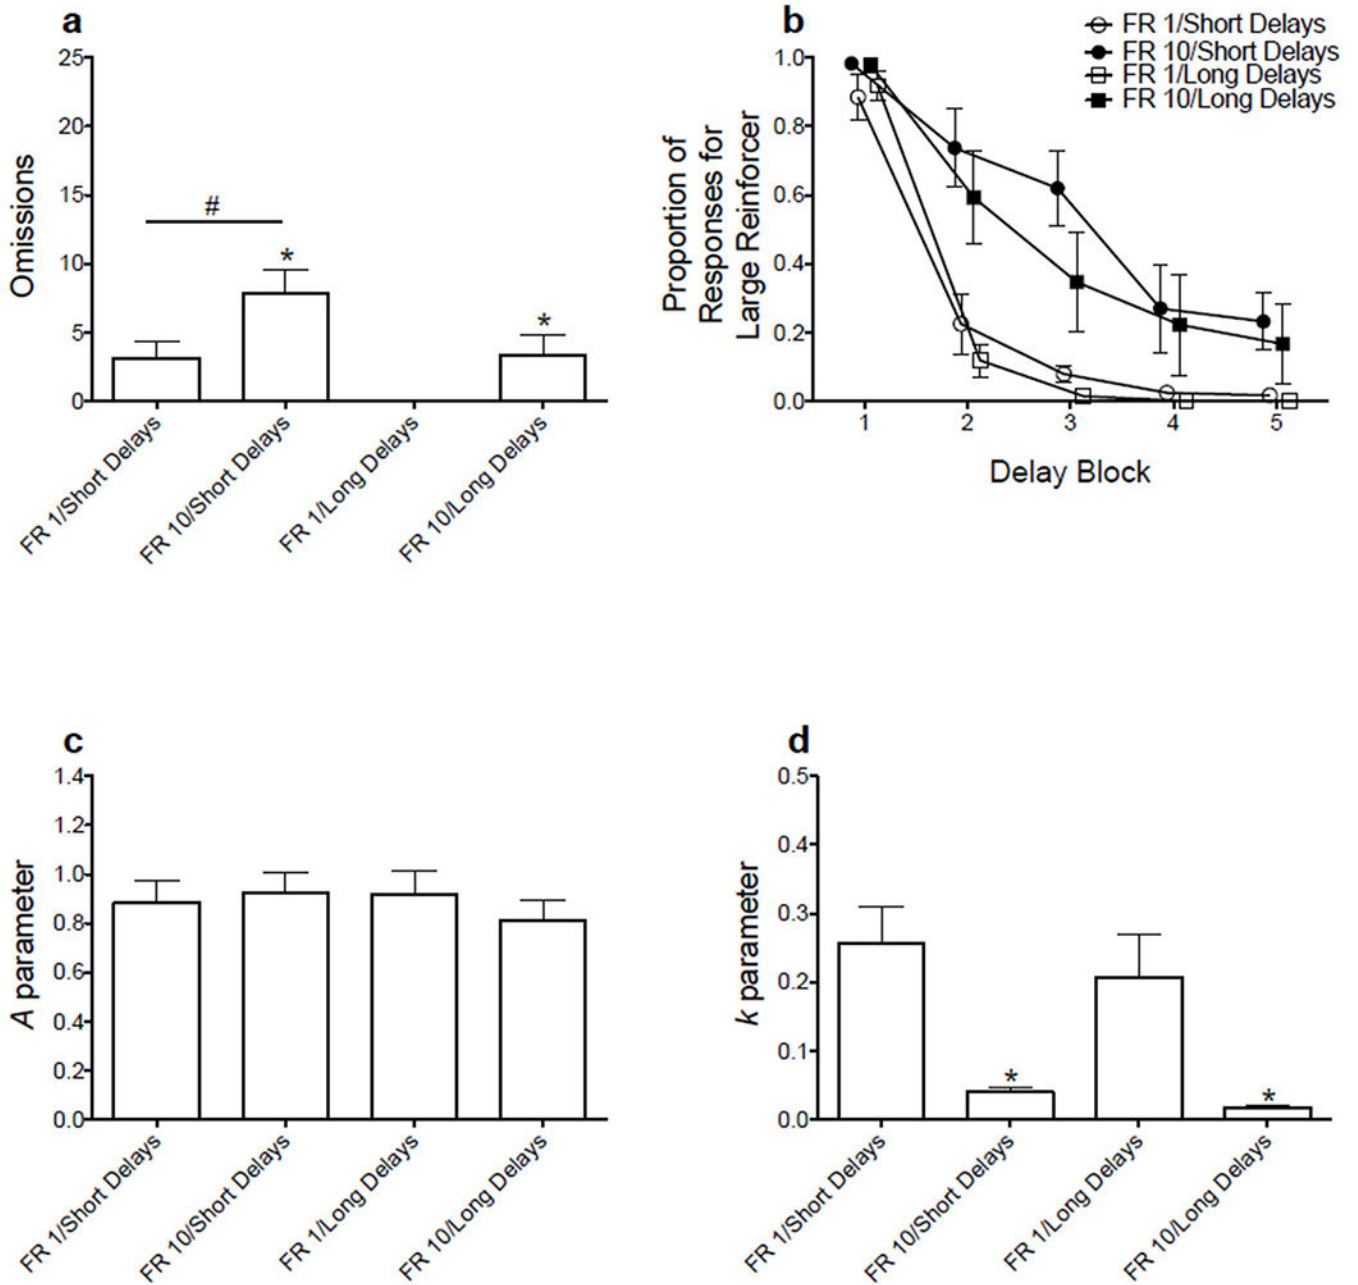 a
25
20
15
10
5
0
Omissions
#
*
*
FR 1/Short Delays
FR 10/Short Delays
FR 1/Long Delays
FR 10/Long Delays
b
FR 1/Short Delays
FR 10/Short Delays
FR 1/Long Delays
FR 10/Long Delays
1.0
0.8
0.6
0.4
0.2
0.0
Proportion of
Responses for
Large Reinforcer
1 2 3 4 5
Delay Block
c
1.4
1.2
1.0
0.8
0.6
0.4
0.2
0.0
A parameter
FR 1/Short Delays
FR 10/Short Delays
FR 1/Long Delays
FR 10/Long Delays
d
0.5
0.4
0.3
0.2
0.1
0.0
k parameter
*
*
FR 1/Short Delays
FR 10/Short Delays
FR 1/Long Delays
FR 10/Long Delays